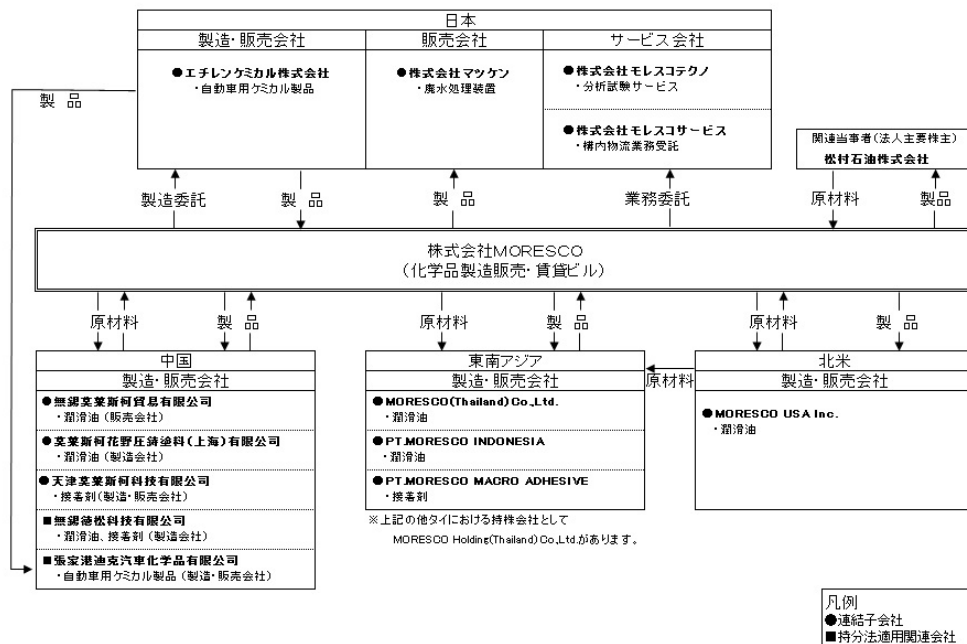 日本
製造・販売会社
販売会社
サービス会社
●エチレンケミカル株式会社
・自動車用ケミカル製品
●株式会社マツケン
・廃水処理装置
●株式会社モレスコテクノ
・分析試験サービス
●株式会社モレスコサービス
・構内物流業務受託
関連当事者(法人主要株主)
松村石油株式会社
製 品
製造委託
製 品
製 品
業務委託
原材料
製品
株式会社MORESCO
(化学品製造販売・賃貸ビル)
原材料
製 品
原材料
製 品
原材料
製 品
中国
製造・販売会社
●無錫莫莱斯柯貿易有限公司
・潤滑油(販売会社)
●莫莱斯柯花野圧鋳塗料(上海)有限公司
・潤滑油(製造会社)
●天津莫莱斯柯科技有限公司
・接着剤(製造・販売会社)
■無錫徳松科技有限公司
・潤滑油、接着剤(製造会社)
■張家港迪克汽車化学品有限公司
・自動車用ケミカル製品(製造・販売会社)
東南アジア
製造・販売会社
●MORESCO(Thailand)Co.,Ltd.
・潤滑油
●PT.MORESCO INDONESIA
・潤滑油
●PT.MORESCO MACRO ADHESIVE
・接着剤
※上記の他タイにおける持株会社として
MORESCO Holding(Thailand)Co.,Ltd.があります。
原材料
北米
製造・販売会社
●MORESCO USA Inc.
・潤滑油
凡例
●連結子会社
■持分法適用関連会社